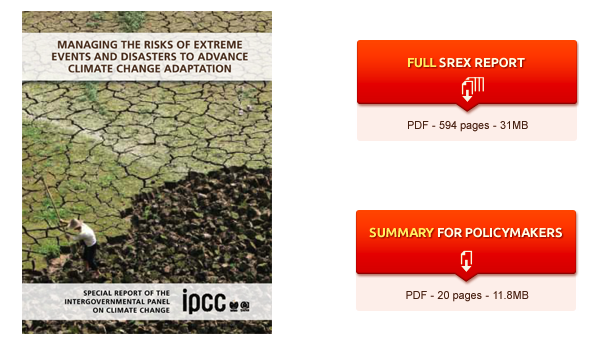 MANAGING THE RISKS OF EXTREME
EVENTS AND DISASTERS TO ADVANCE
CLIMATE CHANGE ADAPTATION
SPECIAL REPORT OF THE
INTERGOVERNMENTAL PANEL
ON CLIMATE CHANGE
ipcc
FULL SREX REPORT
PDF - 594 pages - 31MB
SUMMARY FOR POLICYMAKERS
PDF - 20 pages - 11.8MB